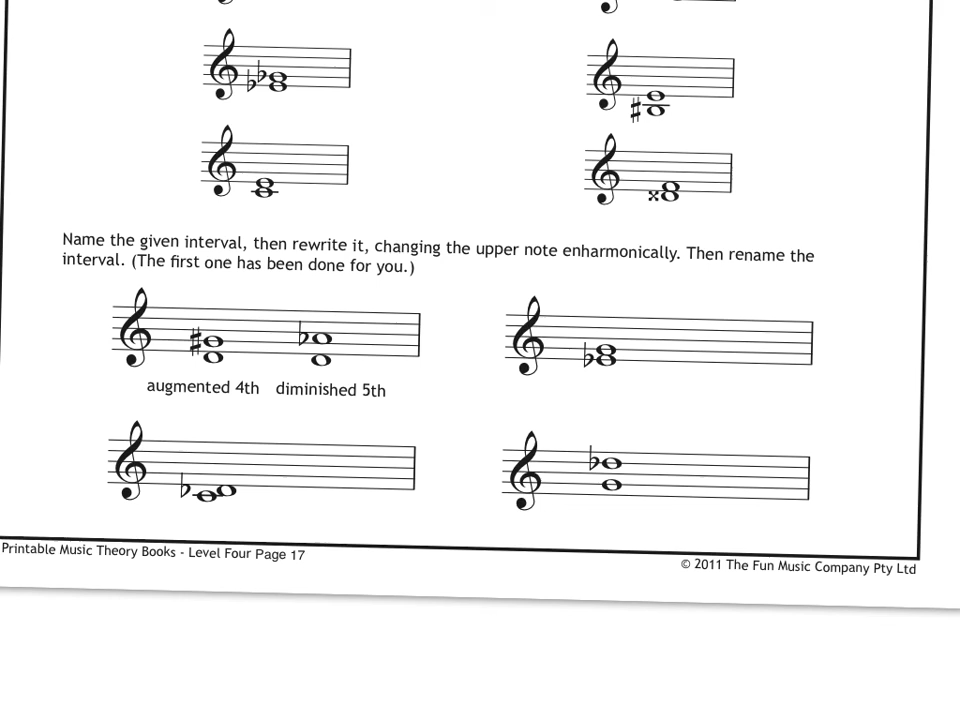 Name the given interval, then rewrite it, changing the upper note enharmonically. Then rename the
interval. (The first one has been done for you.)
augmented 4th diminished 5th
Printable Music Theory Books - Level Four Page 17
© 2011 The Fun Music Company Pty Ltd